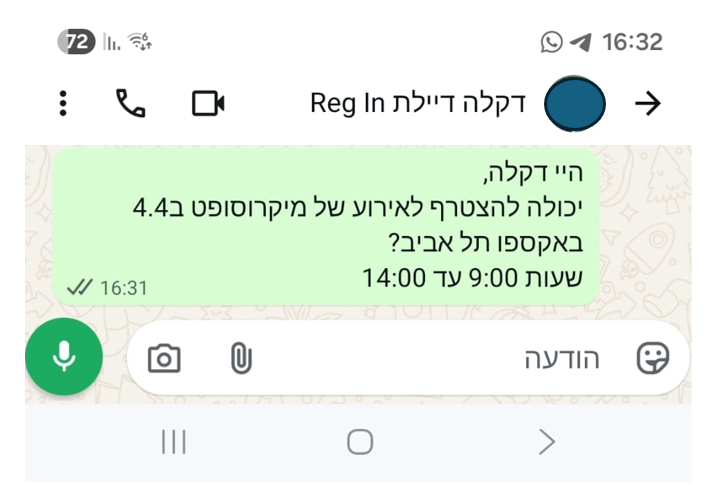 72
16:32
דקלה דיילת Reg In
היי דקלה,
יכולה להצטרף לאירוע של מיקרוסופט ב4.4
באקספו תל אביב?
שעות 9:00 עד 14:00
16:31
הודעה